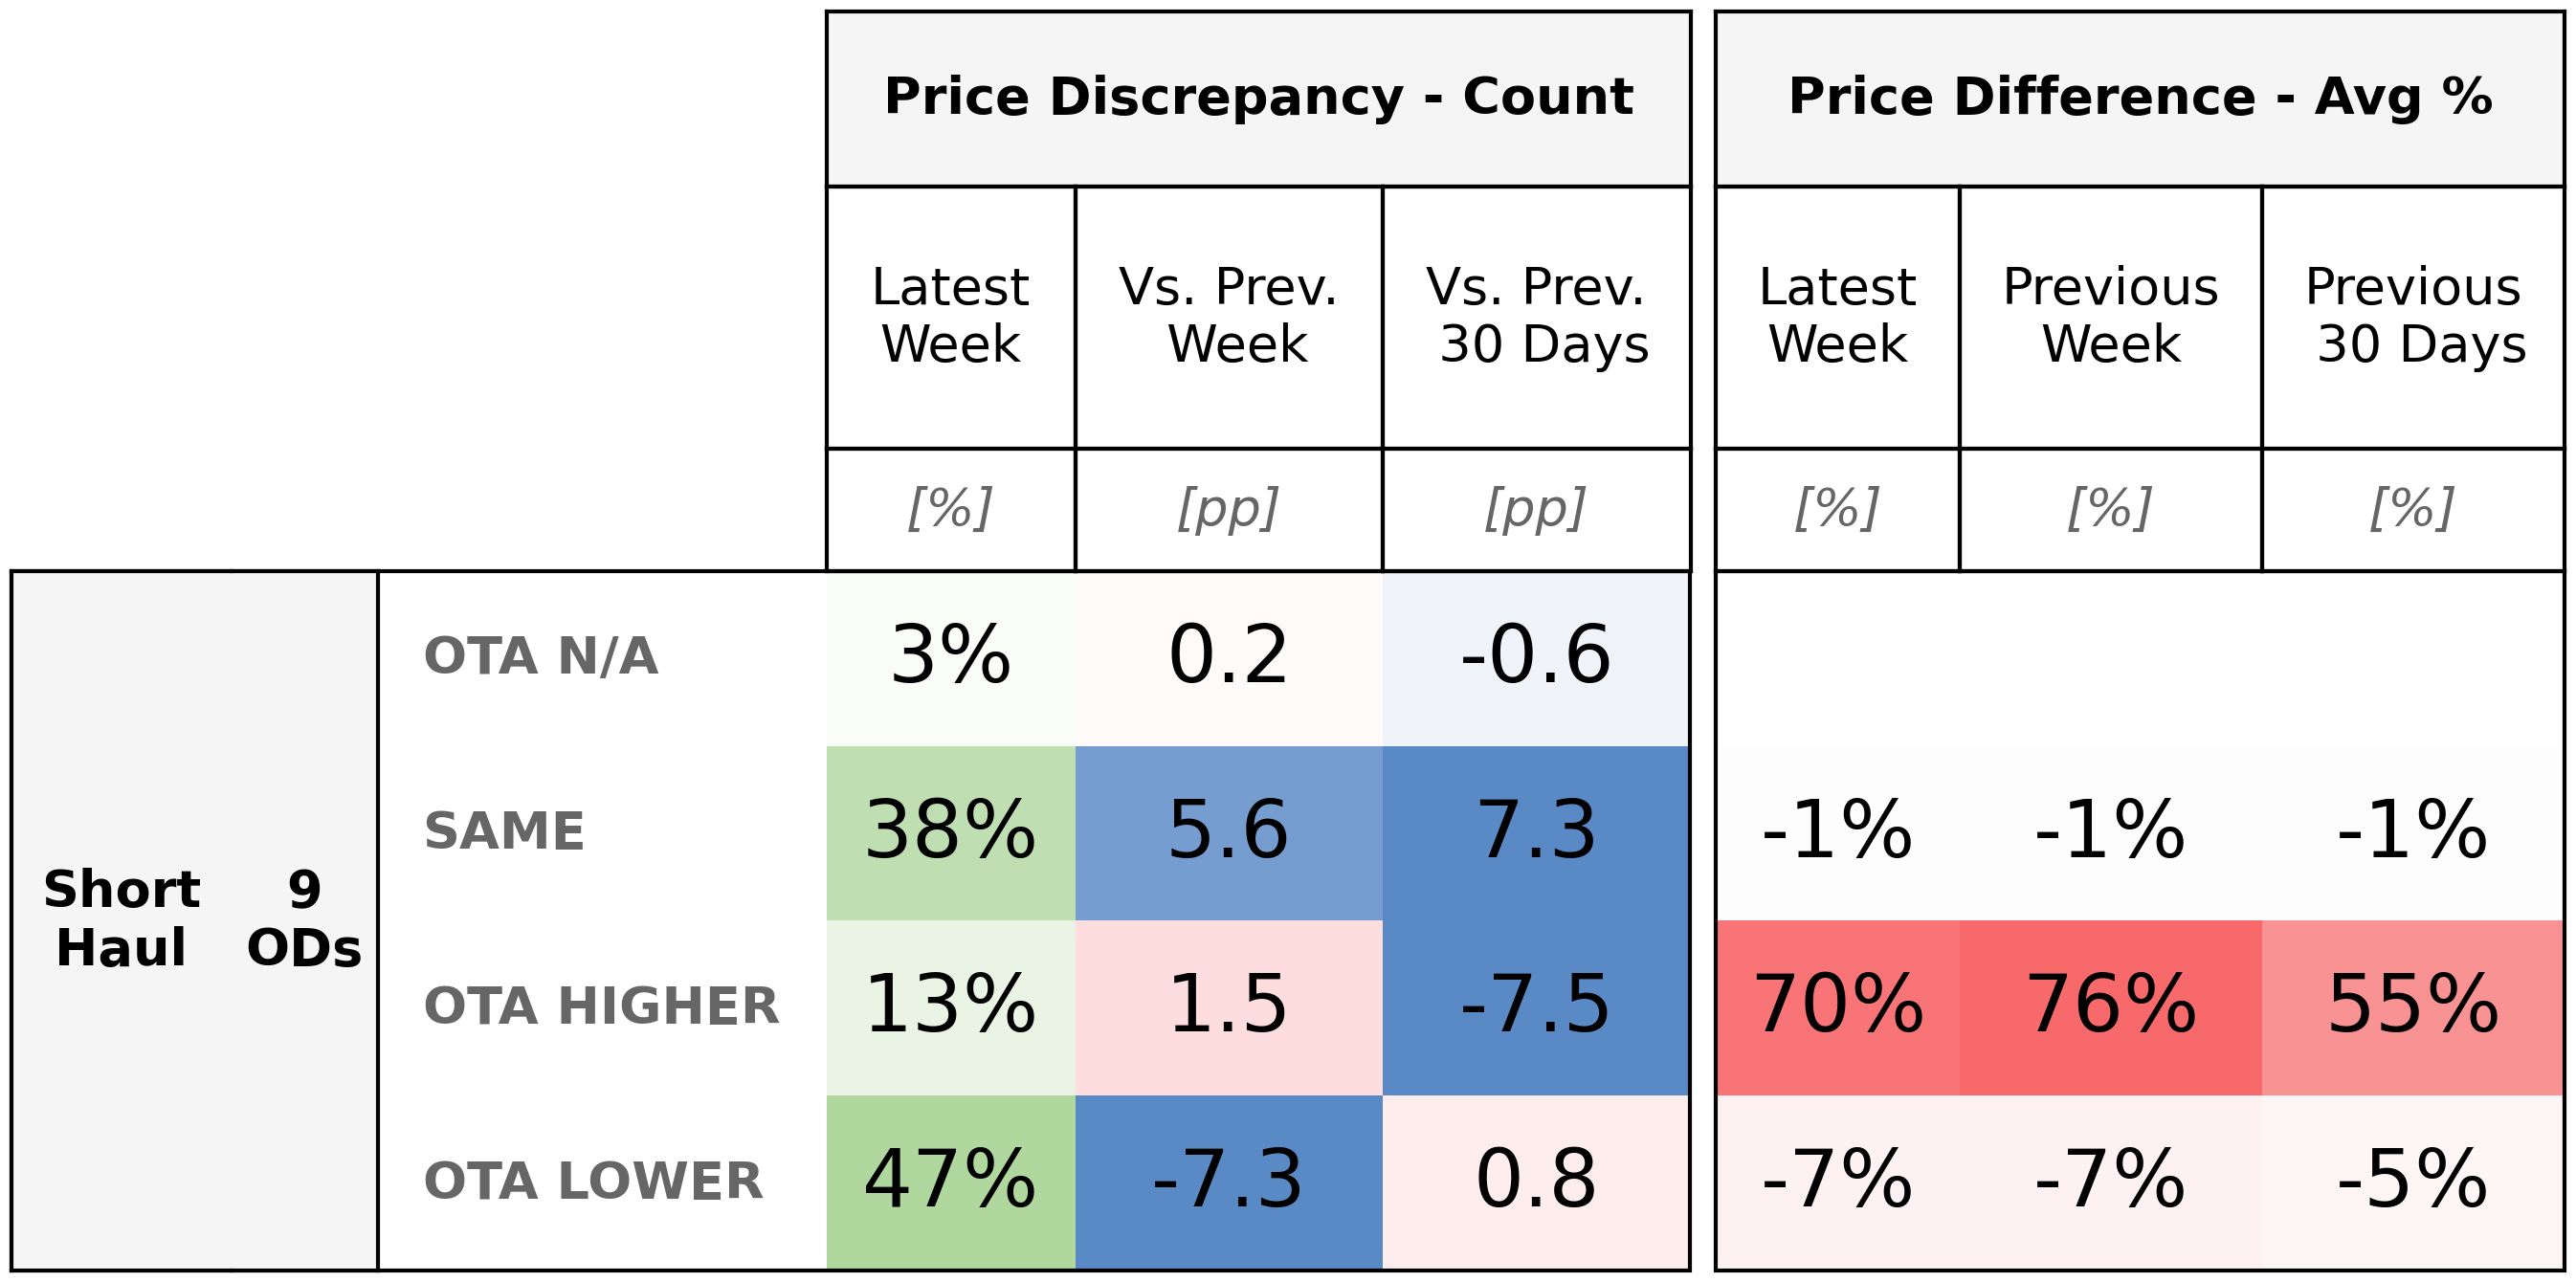 Price Discrepancy - Count Price Difference - Avg %
Latest Week Vs. Prev. Week Vs. Prev. 30 Days Latest Week Previous Week Previous 30 Days
[%] [pp] [pp] [%] [%] [%]
Short Haul 9 ODs
OTA N/A 3% 0.2 -0.6
SAME 38% 5.6 7.3 -1% -1% -1%
OTA HIGHER 13% 1.5 -7.5 70% 76% 55%
OTA LOWER 47% -7.3 0.8 -7% -7% -5%